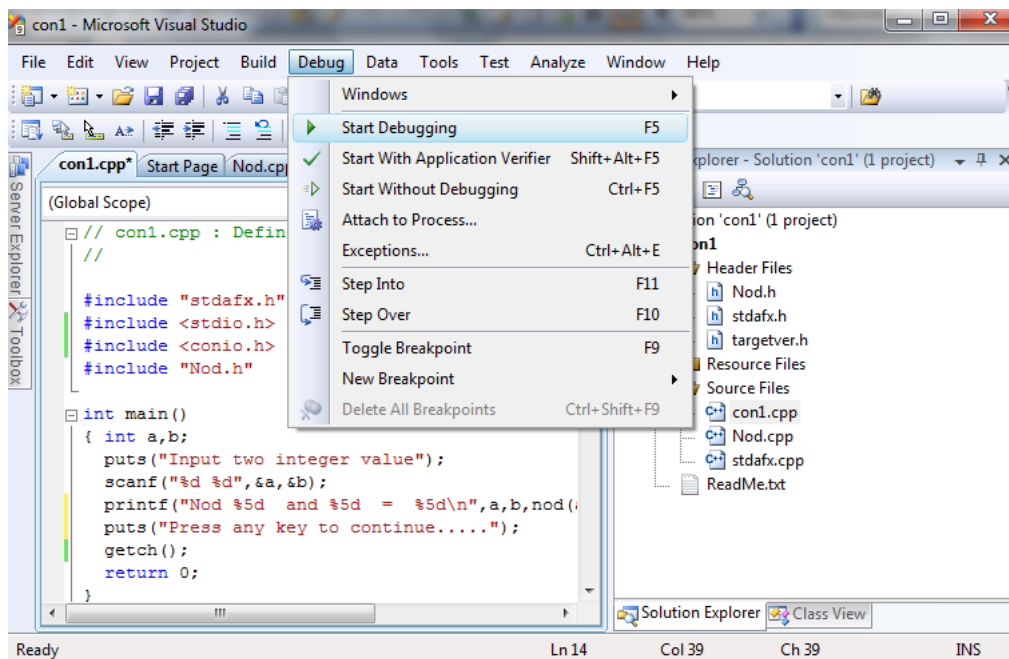 con1 - Microsoft Visual Studio
File Edit View Project Build Debug Data Tools Test Analyze Window Help
Windows
Start Debugging F5
Start With Application Verifier Shift+Alt+F5
Start Without Debugging Ctrl+F5
Attach to Process...
Exceptions... Ctrl+Alt+E
Step Into F11
Step Over F10
Toggle Breakpoint F9
New Breakpoint
Delete All Breakpoints Ctrl+Shift+F9
Server Explorer
Toolbox
con1.cpp* Start Page Nod.cp
(Global Scope)
// con1.cpp : Defin
//
#include "stdafx.h"
#include <stdio.h>
#include <conio.h>
#include "Nod.h"
int main()
{ int a,b;
puts("Input two integer value");
scanf("%d %d",&a,&b);
printf("Nod %5d and %5d = %5d\n",a,b,nod(
puts("Press any key to continue.....");
getch();
return 0;
}
xplorer - Solution 'con1' (1 project)
ion 'con1' (1 project)
on1
Header Files
Nod.h
stdafx.h
targetver.h
Resource Files
Source Files
con1.cpp
Nod.cpp
stdafx.cpp
ReadMe.txt
Solution Explorer Class View
Ready Ln 14 Col 39 Ch 39 INS